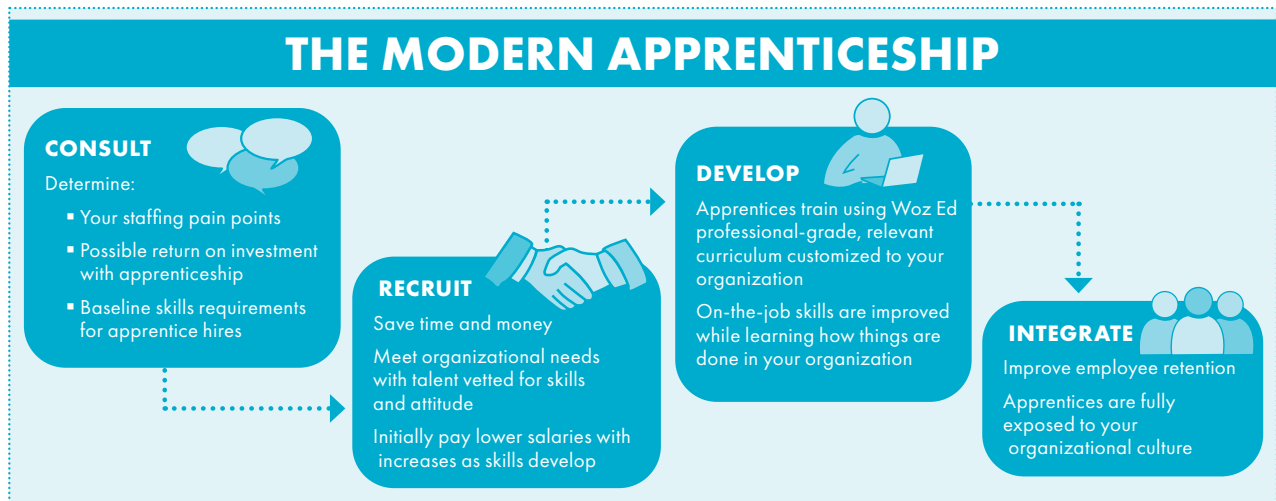 THE MODERN APPRENTICESHIP
CONSULT
Determine:
▪ Your staffing pain points
▪ Possible return on investment
with apprenticeship
▪ Baseline skills requirements
for apprentice hires
RECRUIT
Save time and money
Meet organizational needs
with talent vetted for skills
and attitude
Initially pay lower salaries with
increases as skills develop
DEVELOP
Apprentices train using Woz Ed
professional-grade, relevant
curriculum customized to your
organization
On-the-job skills are improved
while learning how things are
done in your organization
INTEGRATE
Improve employee retention
Apprentices are fully
exposed to your
organizational culture